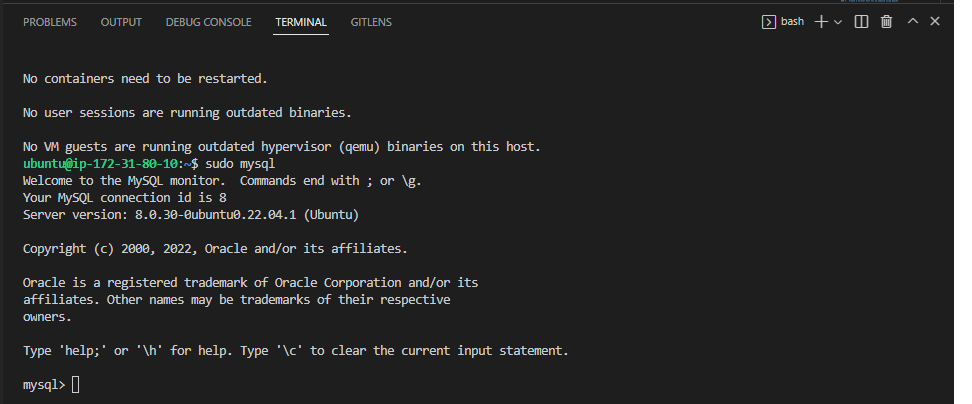 PROBLEMS OUTPUT DEBUG CONSOLE TERMINAL GITLENS bash
No containers need to be restarted.
No user sessions are running outdated binaries.
No VM guests are running outdated hypervisor (qemu) binaries on this host.
ubuntu@ip-172-31-80-10:~$ sudo mysql
Welcome to the MySQL monitor.  Commands end with ; or \g.
Your MySQL connection id is 8
Server version: 8.0.30-0ubuntu0.22.04.1 (Ubuntu)
Copyright (c) 2000, 2022, Oracle and/or its affiliates.
Oracle is a registered trademark of Oracle Corporation and/or its
affiliates. Other names may be trademarks of their respective
owners.
Type 'help;' or '\h' for help. Type '\c' to clear the current input statement.
mysql>